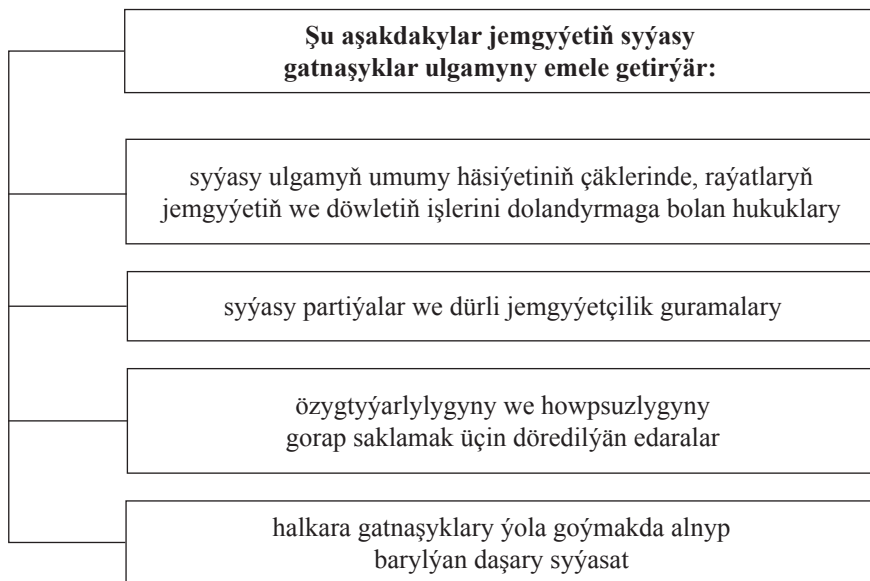 Şu aşakdakylar jemgyýetiň syýasy
gatnaşyklar ulgamyny emele getirýär:
syýasy ulgamyň umumy häsiýetiniň çäklerinde, raýatlaryň
jemgyýetiň we döwletiň işlerini dolandyrmaga bolan hukuklary
syýasy partiýalar we dürli jemgyýetçilik guramalary
özygtyýarlylygyny we howpsuzlygyny
gorap saklamak üçin döredilýän edaralar
halkara gatnaşyklary ýola goýmakda alnyp
barylýan daşary syýasat